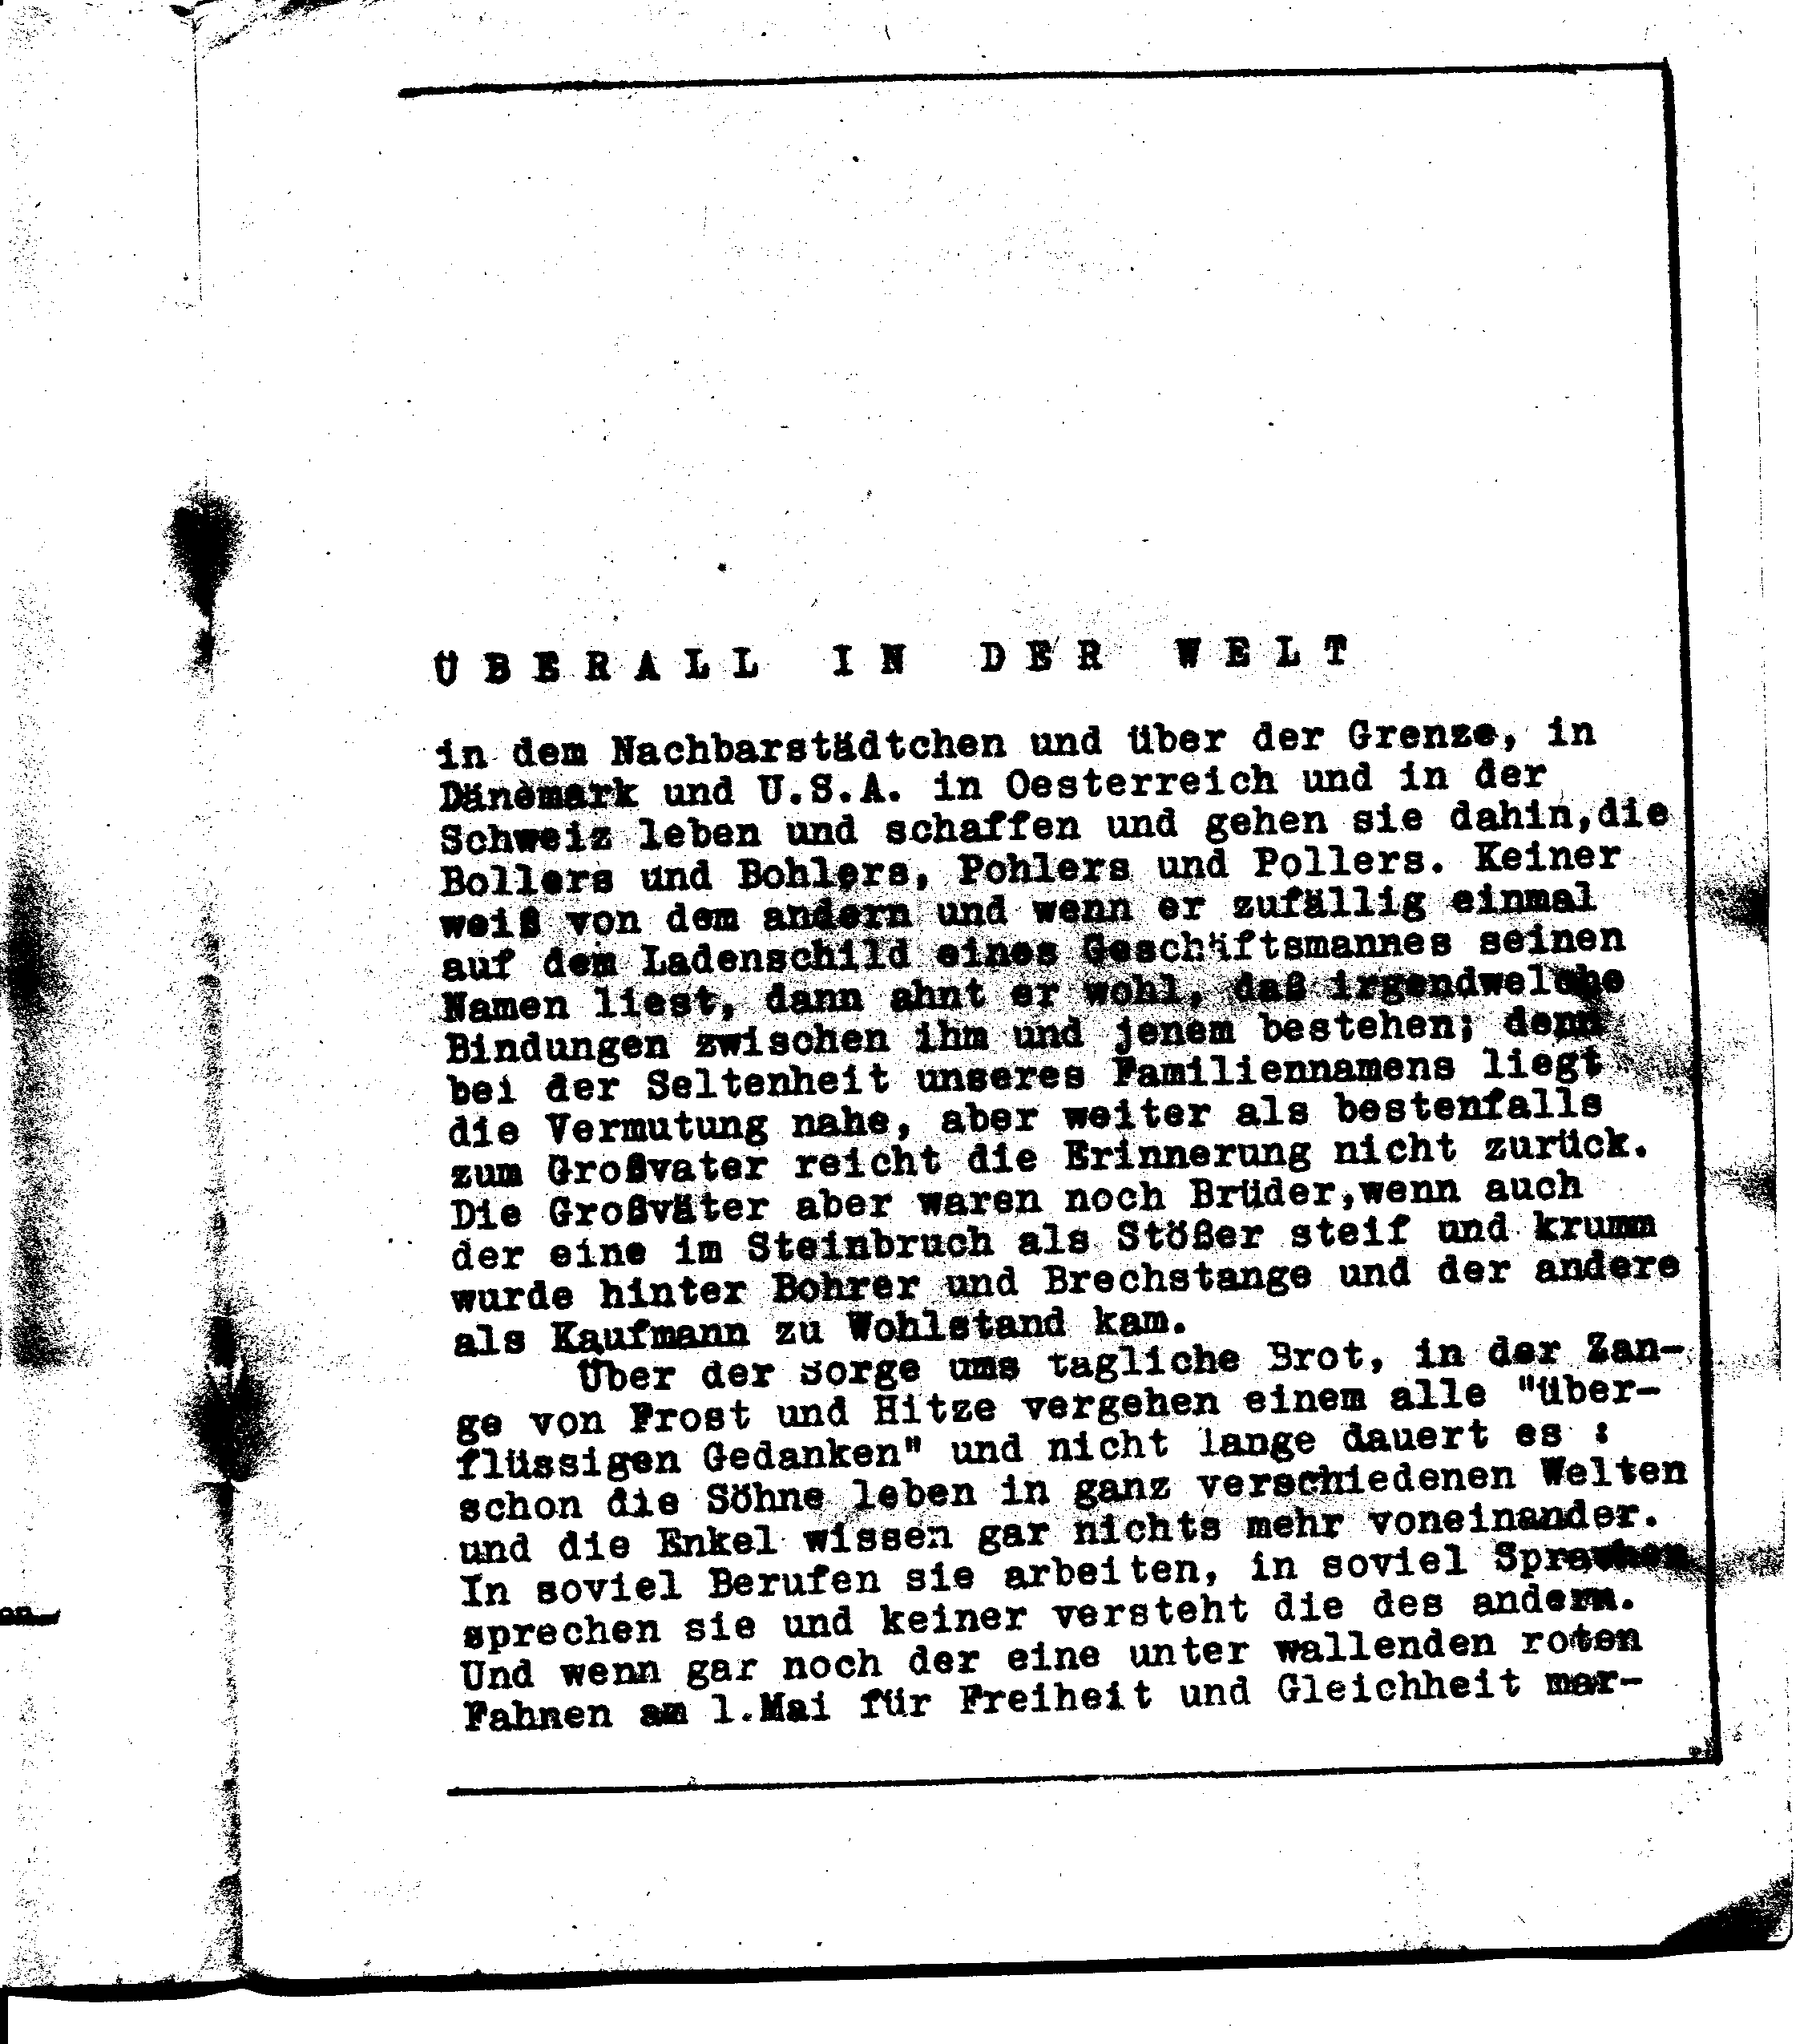 ÜBERALL IN DER WELT
in dem Nachbarstädtchen und über der Grenze, in
Dänemark und U.S.A. in Oesterreich und in der
Schweiz leben und schaffen und gehen sie dahin,die
Bollers und Bohlers, Pohlers und Pollers. Keiner
weiß von dem andern und wenn er zufällig einmal
auf dem Ladenschild eines Geschäftsmannes seinen
Namen liest, dann ahnt er wohl, daß irgendwelche
Bindungen zwischen ihm und jenem bestehen; denn
bei der Seltenheit unseres Familiennamens liegt
die Vermutung nahe, aber weiter als bestenfalls
zum Großvater reicht die Erinnerung nicht zurück.
Die Großväter aber waren noch Brüder,wenn auch
der eine im Steinbruch als Stößer steif und krumm
wurde hinter Bohrer und Brechstange und der andere
als Kaufmann zu Wohlstand kam.
Über der Sorge ums tägliche Brot, in der Zan-
ge von Frost und Hitze vergehen einem alle "über-
flüssigen Gedanken" und nicht lange dauert es :
schon die Söhne leben in ganz verschiedenen Welten
und die Enkel wissen gar nichts mehr voneinander.
In soviel Berufen sie arbeiten, in soviel Sprachen
sprechen sie und keiner versteht die des andern.
Und wenn gar noch der eine unter wallenden roten
Fahnen am 1.Mai für Freiheit und Gleichheit mar-